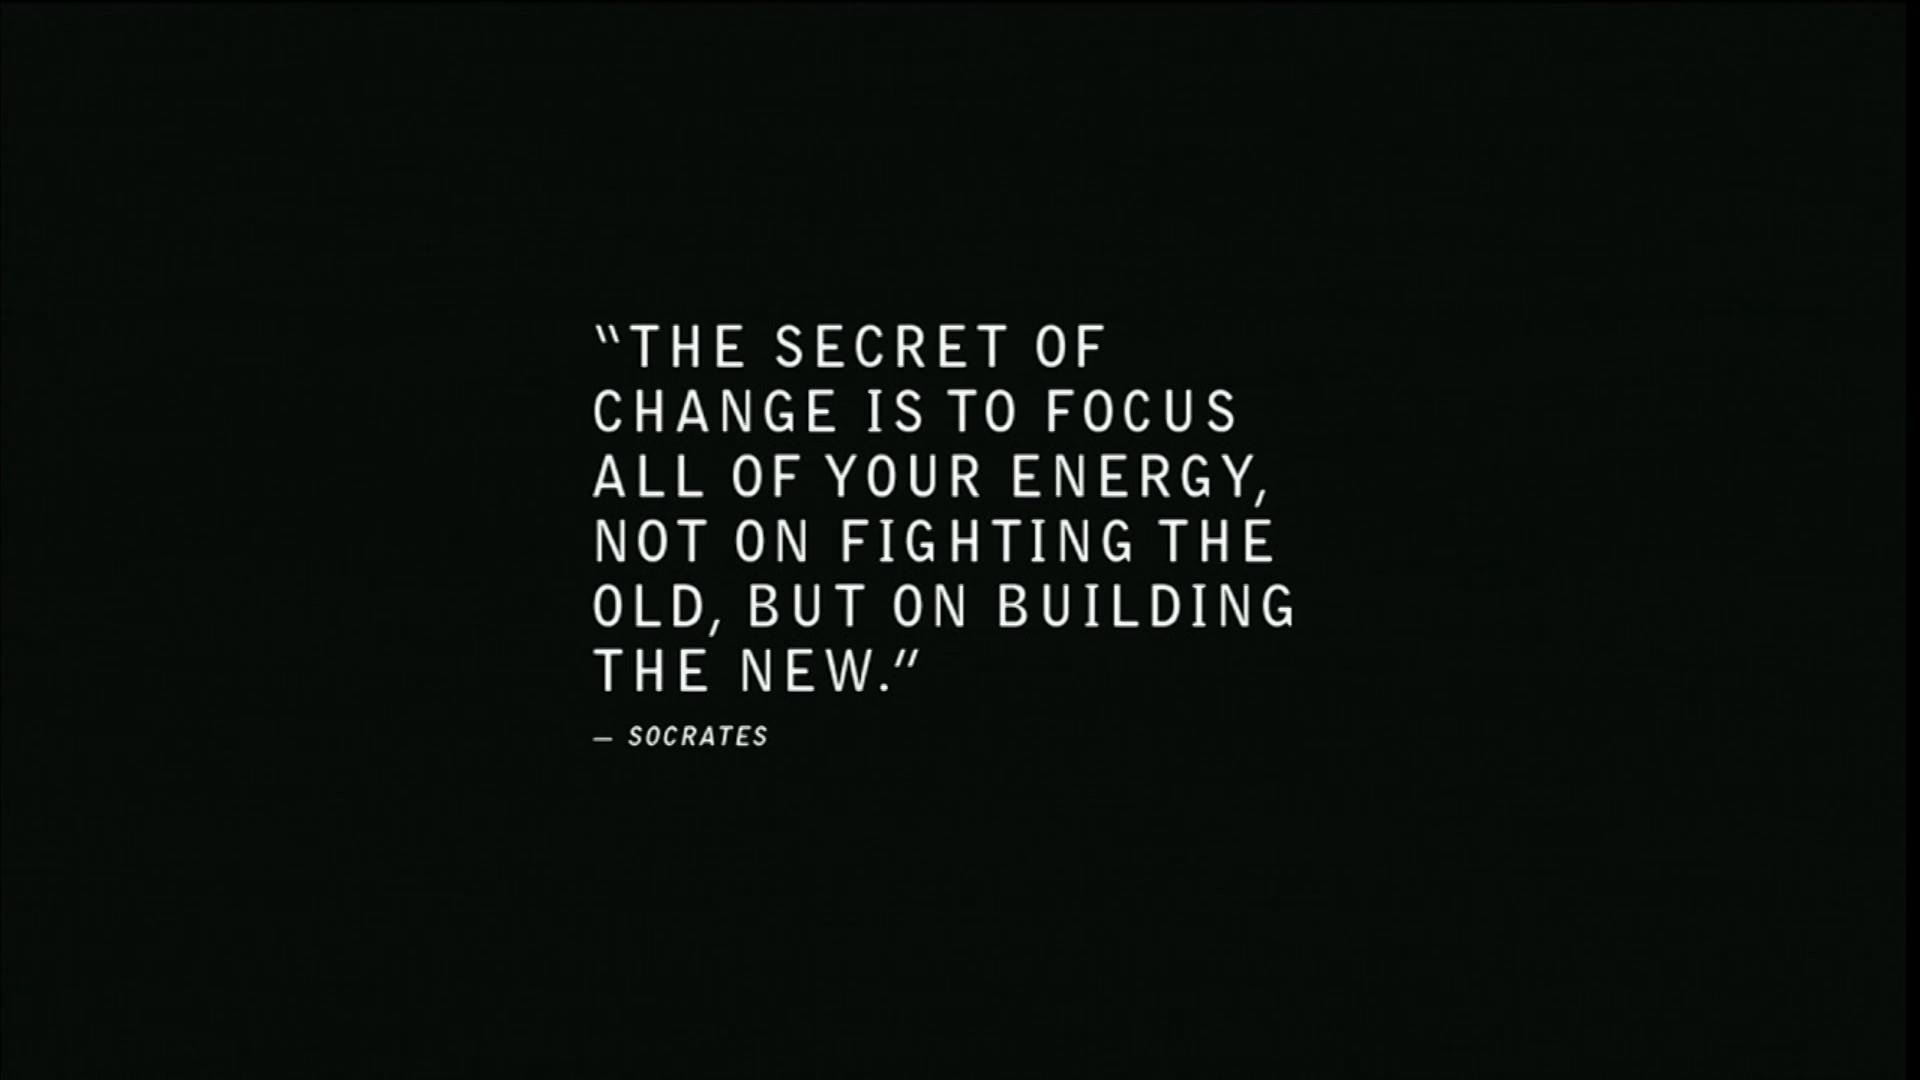 “THE SECRET OF
CHANGE IS TO FOCUS
ALL OF YOUR ENERGY,
NOT ON FIGHTING THE
OLD, BUT ON BUILDING
THE NEW.”
— SOCRATES